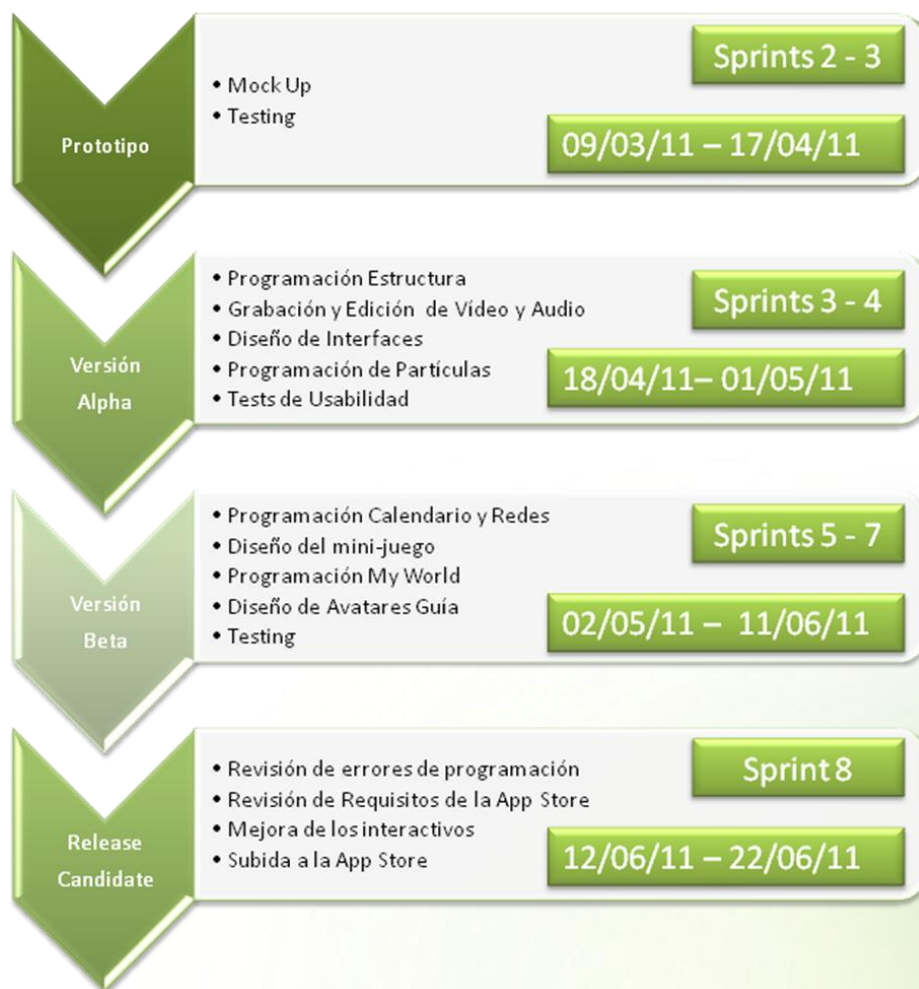 Prototipo
• Mock Up
• Testing
Sprints 2 - 3
09/03/11 – 17/04/11
Versión
Alpha
• Programación Estructura
• Grabación y Edición de Vídeo y Audio
• Diseño de Interfaces
• Programación de Partículas
• Tests de Usabilidad
Sprints 3 - 4
18/04/11– 01/05/11
Versión
Beta
• Programación Calendario y Redes
• Diseño del mini-juego
• Programación My World
• Diseño de Avatares Guía
• Testing
Sprints 5 - 7
02/05/11 – 11/06/11
Release
Candidate
• Revisión de errores de programación
• Revisión de Requisitos de la App Store
• Mejora de los interactivos
• Subida a la App Store
Sprint 8
12/06/11 – 22/06/11